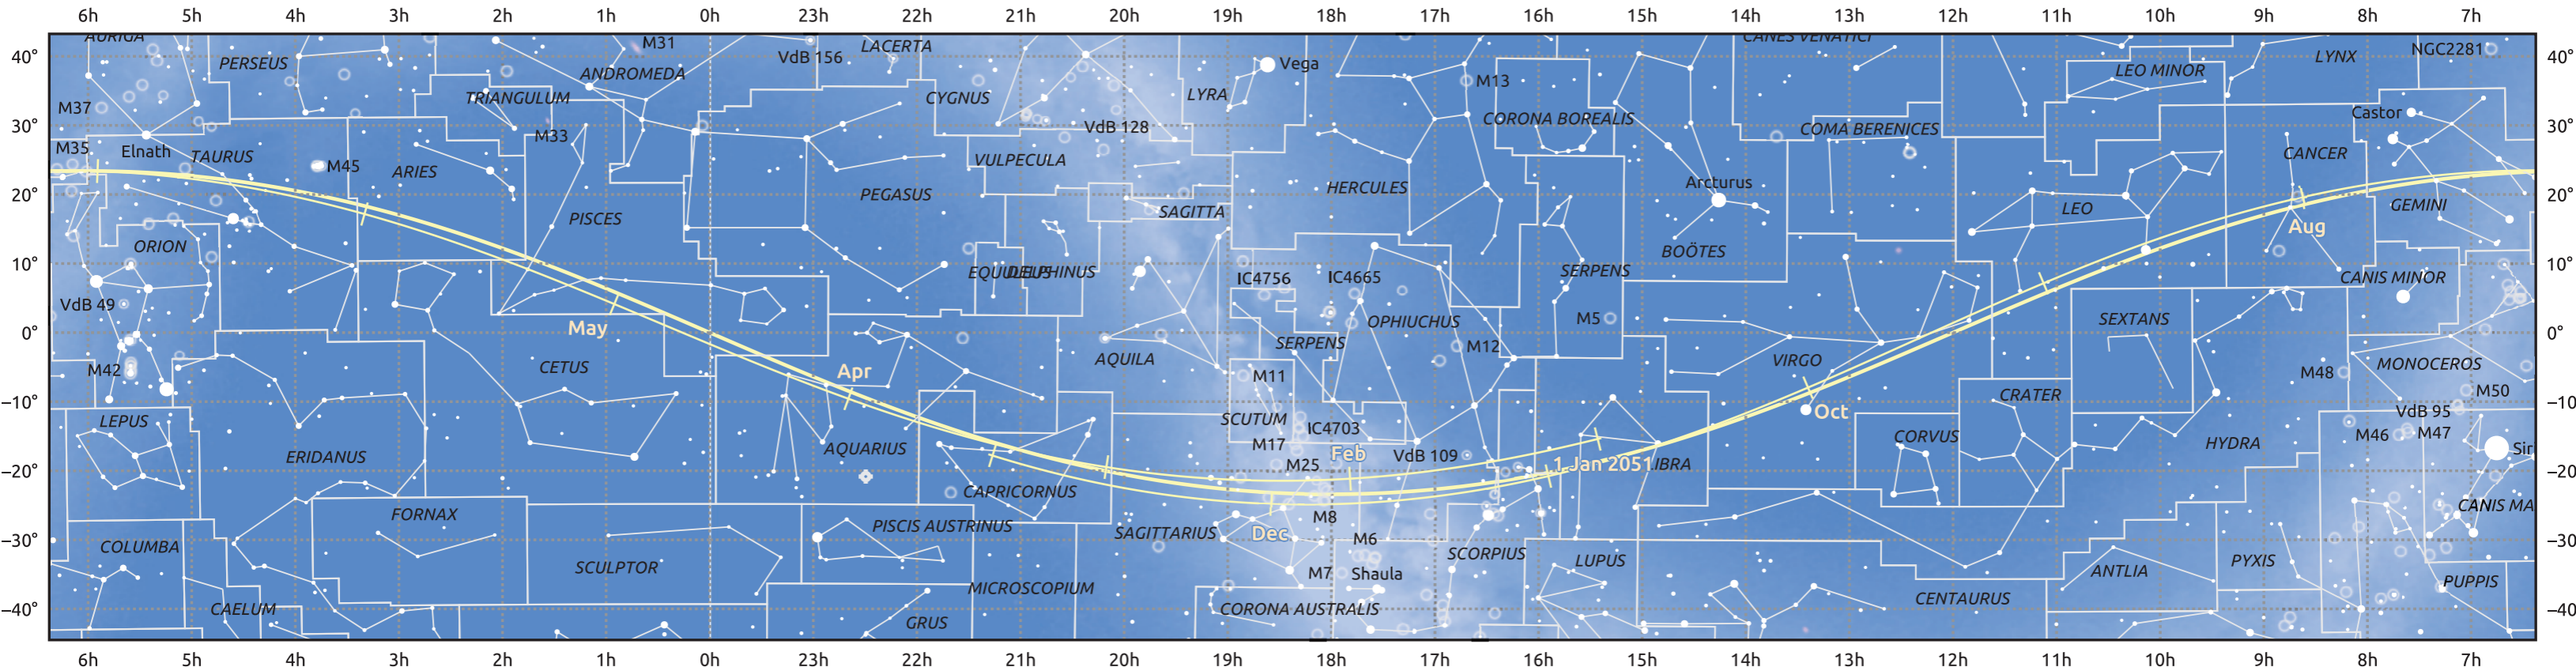 6h 5h 4h 3h 2h 1h 0h 23h 22h 21h 20h 19h 18h 17h 16h 15h 14h 13h 12h 11h 10h 9h 8h 7h
AURIGA
M31
LACERTA
CANES VENATICI
40° PERSEUS ANDROMEDA VdB 156 Vega LYNX NGC2281 40°
M37 TRIANGULUM CYGNUS LYRA M13 LEO MINOR
Castor
30° M33 VdB 128 CORONA BOREALIS COMA BERENICES 30°
M35 Elnath TAURUS M45 ARIES VULPECULA CANCER
20° PISCES PEGASUS SAGITTA HERCULES Arcturus LEO GEMINI 20°
Aug
ORION BOÖTES
10° EQUULEUS DELPHINUS IC4756 IC4665 SERPENS CANIS MINOR 10°
VdB 49 May OPHIUCHUS M5 SEXTANS
0° SERPENS M12 0°
M42 CETUS Apr AQUILA M11 VIRGO M48 MONOCEROS
M50
−10° CRATER −10°
LEPUS SCUTUM IC4703 Oct VdB 95
ERIDANUS AQUARIUS M17 Feb VdB 109 CORVUS HYDRA M46 M47
Sir
−20° M25 1 Jan 2051 LIBRA −20°
CAPRICORNUS
FORNAX PISCIS AUSTRINUS M8 CANIS MA
−30° COLUMBA SAGITTARIUS Dec M6 SCORPIUS LUPUS −30°
SCULPTOR M7 Shaula ANTLIA PYXIS PUPPIS
MICROSCOPIUM
−40° CAELUM GRUS CORONA AUSTRALIS CENTAURUS −40°
6h 5h 4h 3h 2h 1h 0h 23h 22h 21h 20h 19h 18h 17h 16h 15h 14h 13h 12h 11h 10h 9h 8h 7h